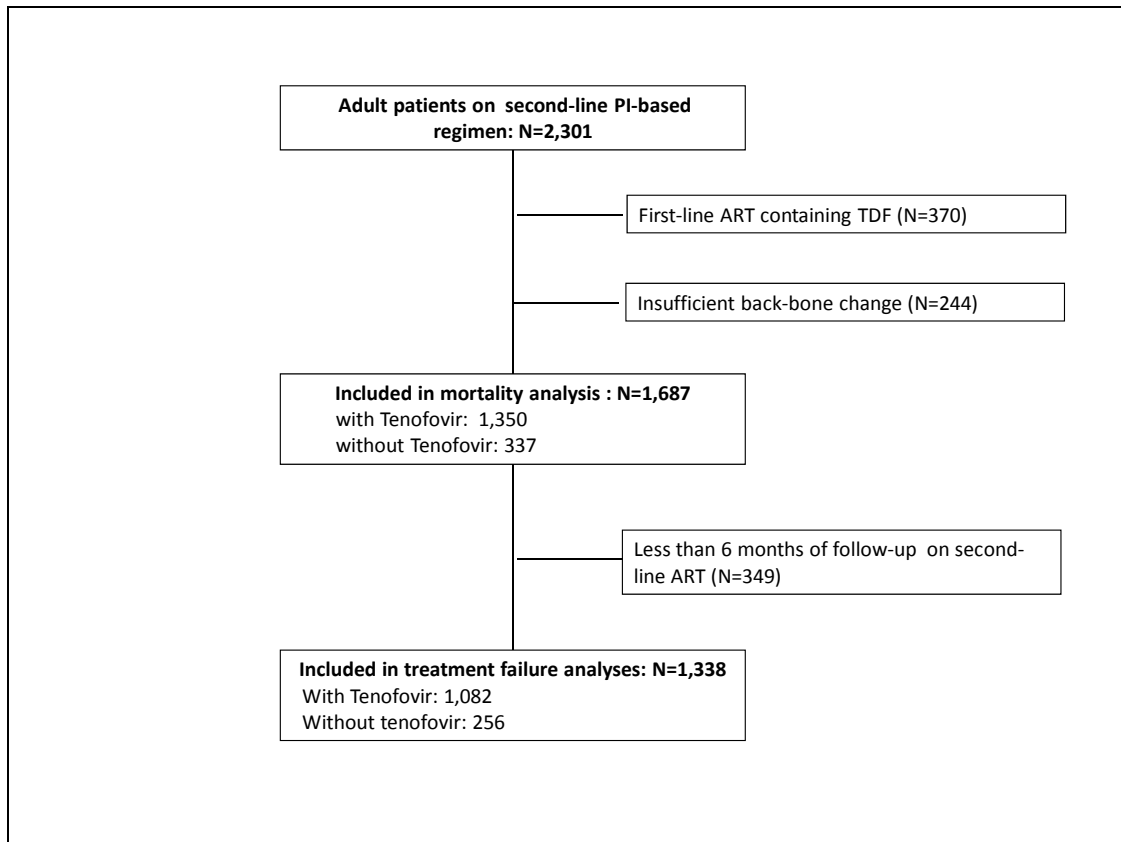 Adult patients on second-line PI-based
regimen: N=2,301
First-line ART containing TDF (N=370)
Insufficient back-bone change (N=244)
Included in mortality analysis : N=1,687
with Tenofovir: 1,350
without Tenofovir: 337
Less than 6 months of follow-up on second-
line ART (N=349)
Included in treatment failure analyses: N=1,338
With Tenofovir: 1,082
Without tenofovir: 256